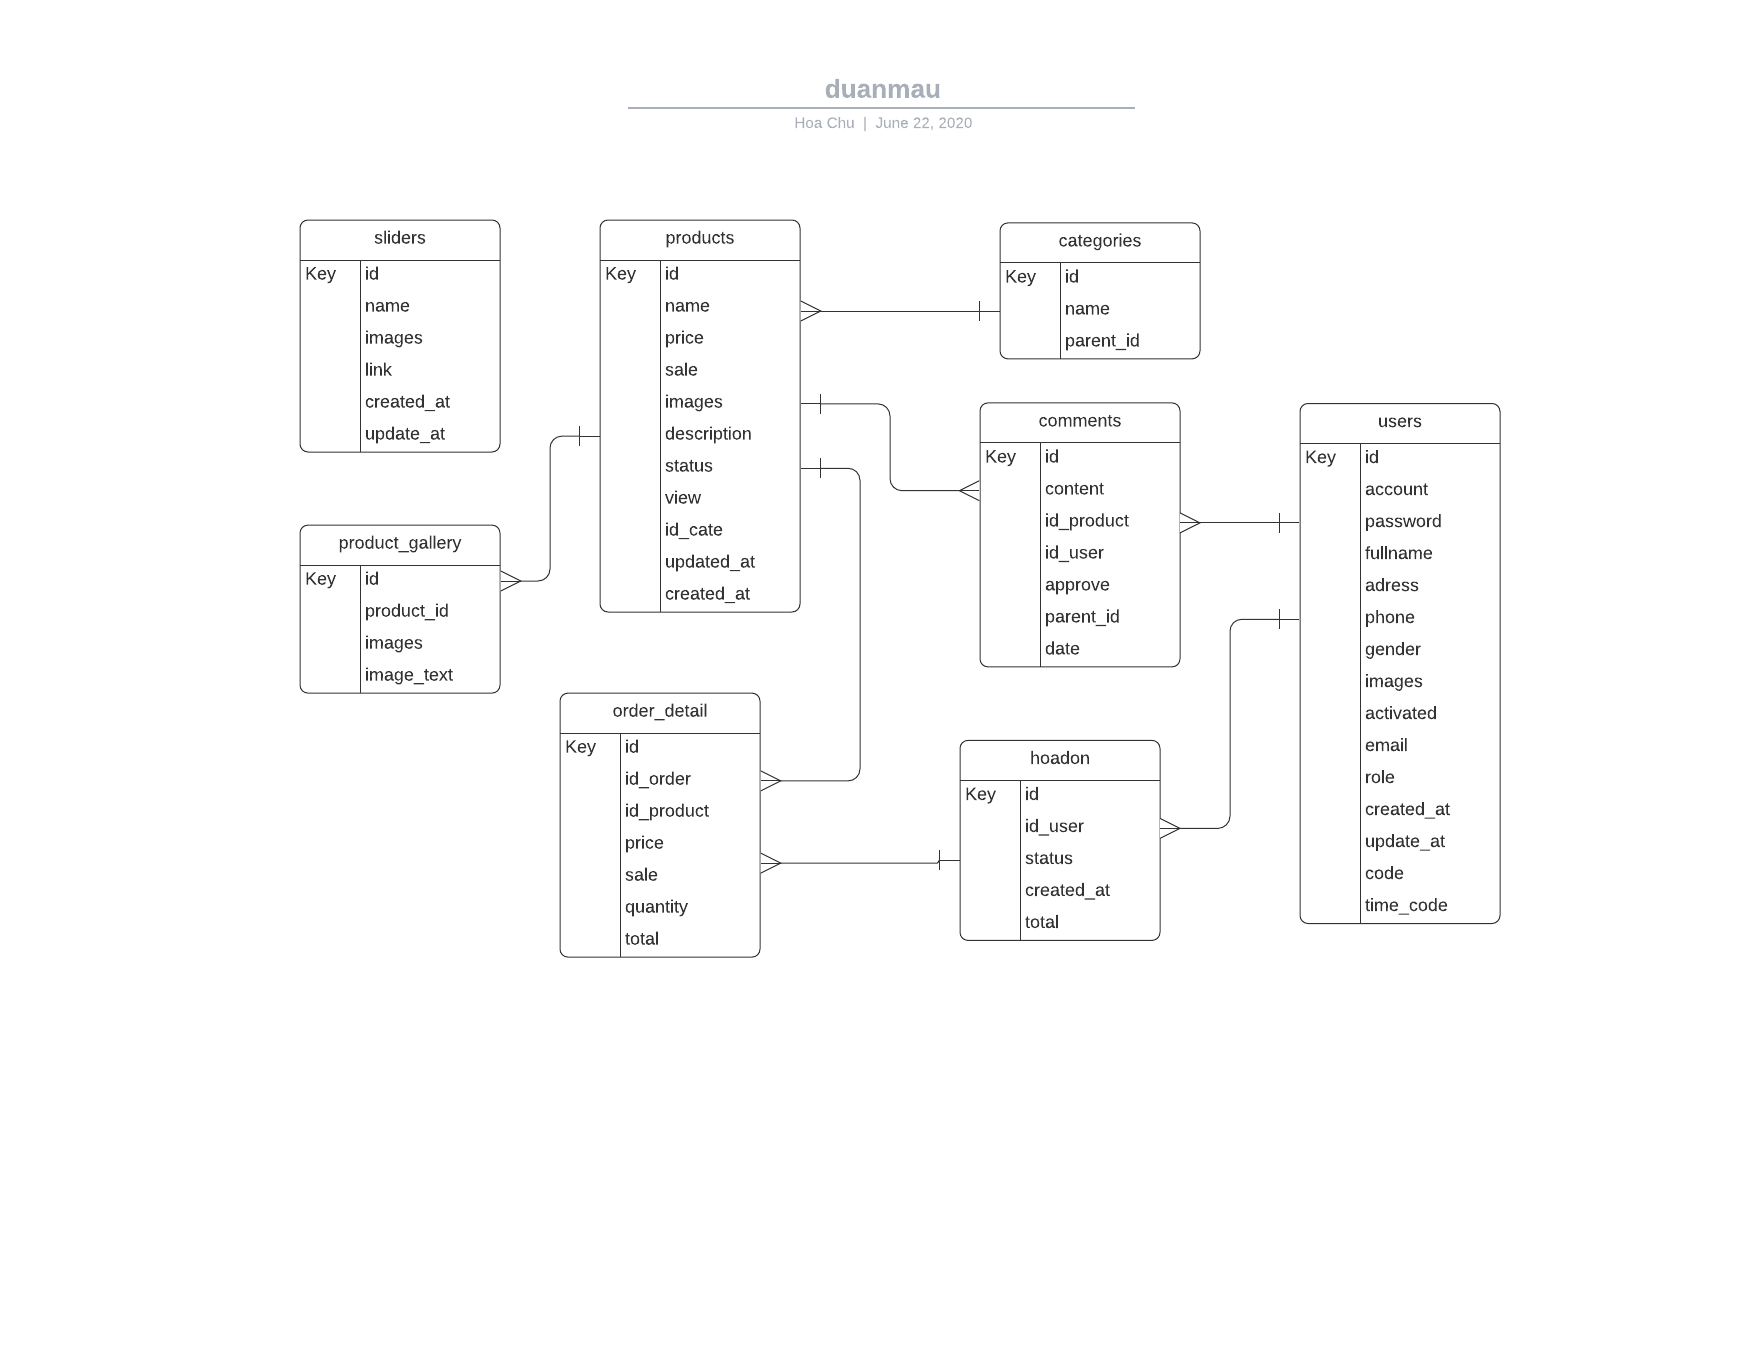 duanmau
Hoa Chu | June 22, 2020
sliders
Key id
name
images
link
created_at
update_at
products
Key id
name
price
sale
images
description
status
view
id_cate
updated_at
created_at
categories
Key id
name
parent_id
comments
Key id
content
id_product
id_user
approve
parent_id
date
users
Key id
account
password
fullname
adress
phone
gender
images
activated
email
role
created_at
update_at
code
time_code
product_gallery
Key id
product_id
images
image_text
order_detail
Key id
id_order
id_product
price
sale
quantity
total
hoadon
Key id
id_user
status
created_at
total